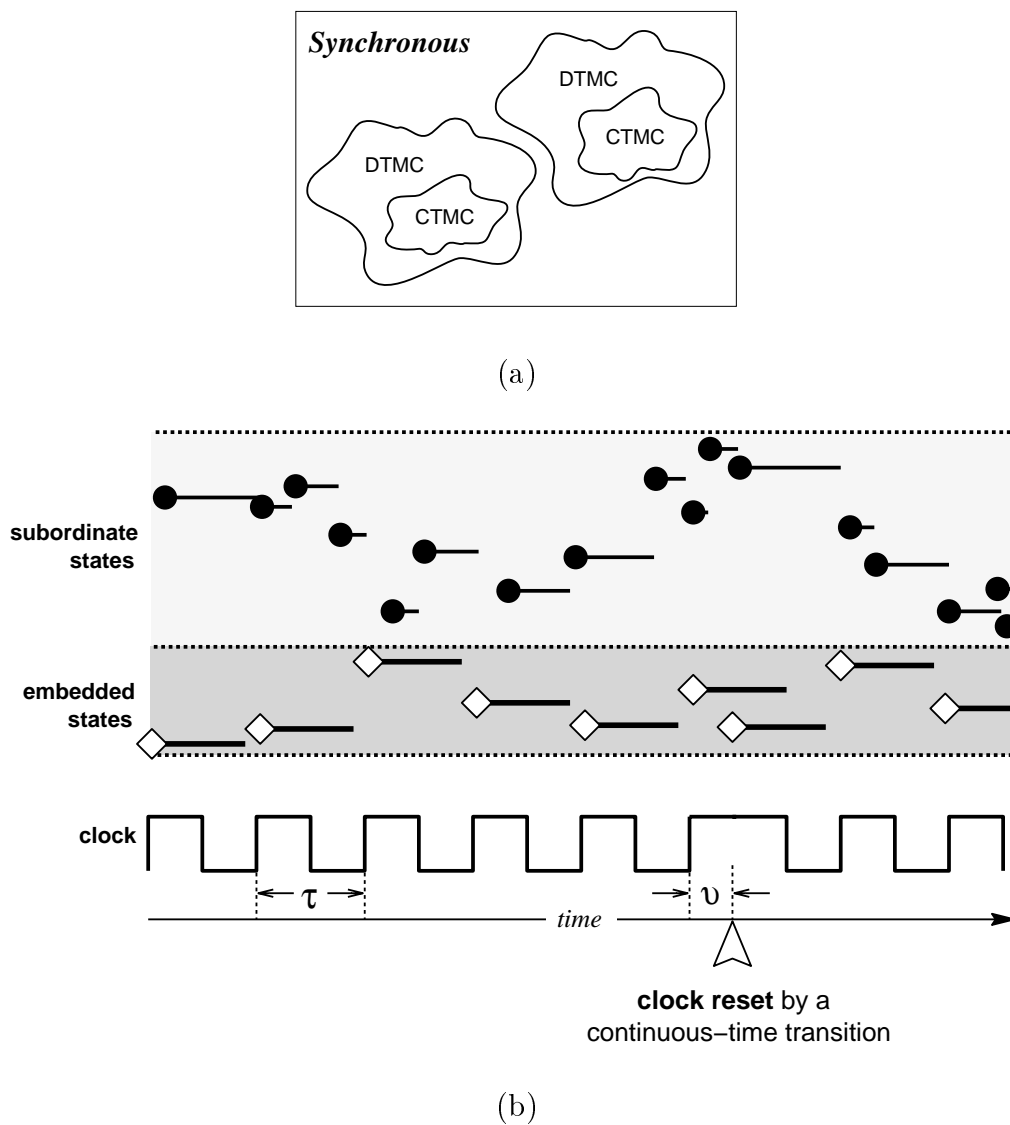 Synchronous
DTMC
CTMC
DTMC
CTMC
(a)
subordinate
states
embedded
states
clock
τ
υ
time
clock reset by a
continuous–time transition
(b)